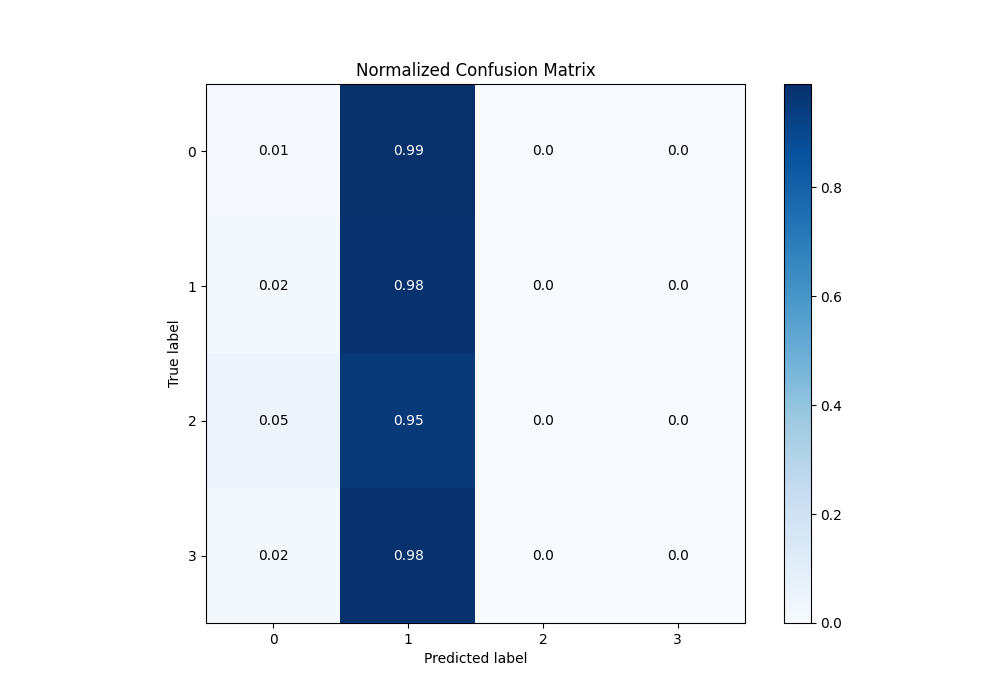 Normalized Confusion Matrix
True label
0 0.01 0.99 0.0 0.0
1 0.02 0.98 0.0 0.0
2 0.05 0.95 0.0 0.0
3 0.02 0.98 0.0 0.0
0 1 2 3
Predicted label
0.8
0.6
0.4
0.2
0.0